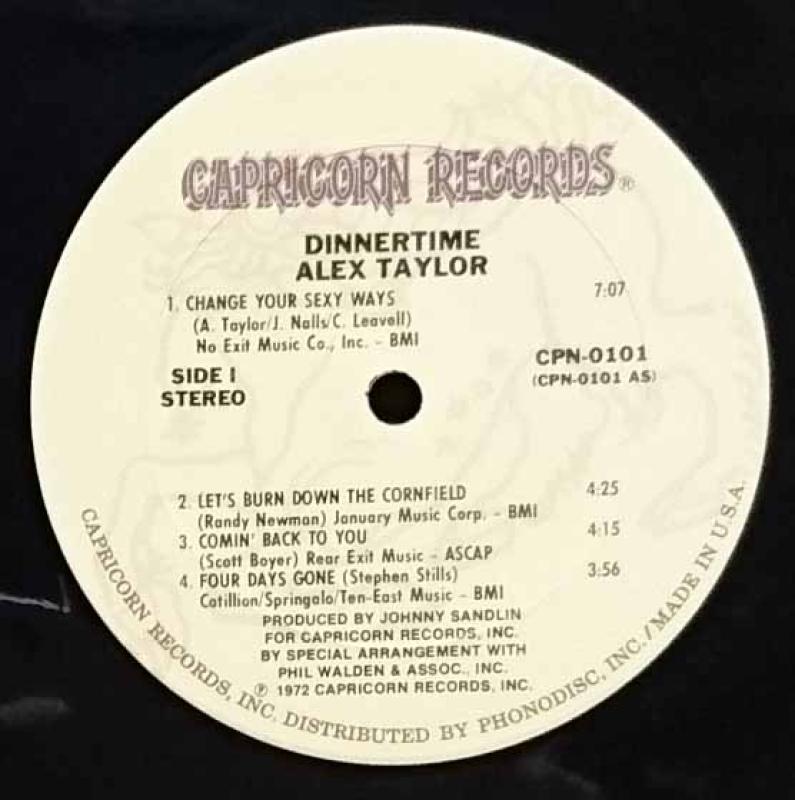 CAPRICORN RECORDS®
DINNERTIME
ALEX TAYLOR
1. CHANGE YOUR SEXY WAYS 7:07
(A. Taylor/J. Nalls/C. Leavell)
No Exit Music Co., Inc. - BMI
SIDE I
STEREO
CPN-0101
(CPN-0101 AS)
2. LET'S BURN DOWN THE CORNFIELD 4:25
(Randy Newman) January Music Corp. - BMI
3. COMIN' BACK TO YOU 4:15
(Scott Boyer) Rear Exit Music - ASCAP
4. FOUR DAYS GONE (Stephen Stills) 3:56
Cotillion/Springalo/Ten-East Music - BMI
PRODUCED BY JOHNNY SANDLIN
FOR CAPRICORN RECORDS, INC.
BY SPECIAL ARRANGEMENT WITH
PHIL WALDEN & ASSOC., INC.
℗ 1972 CAPRICORN RECORDS, INC.
CAPRICORN RECORDS, INC. DISTRIBUTED BY PHONODISC, INC./MADE IN U.S.A.